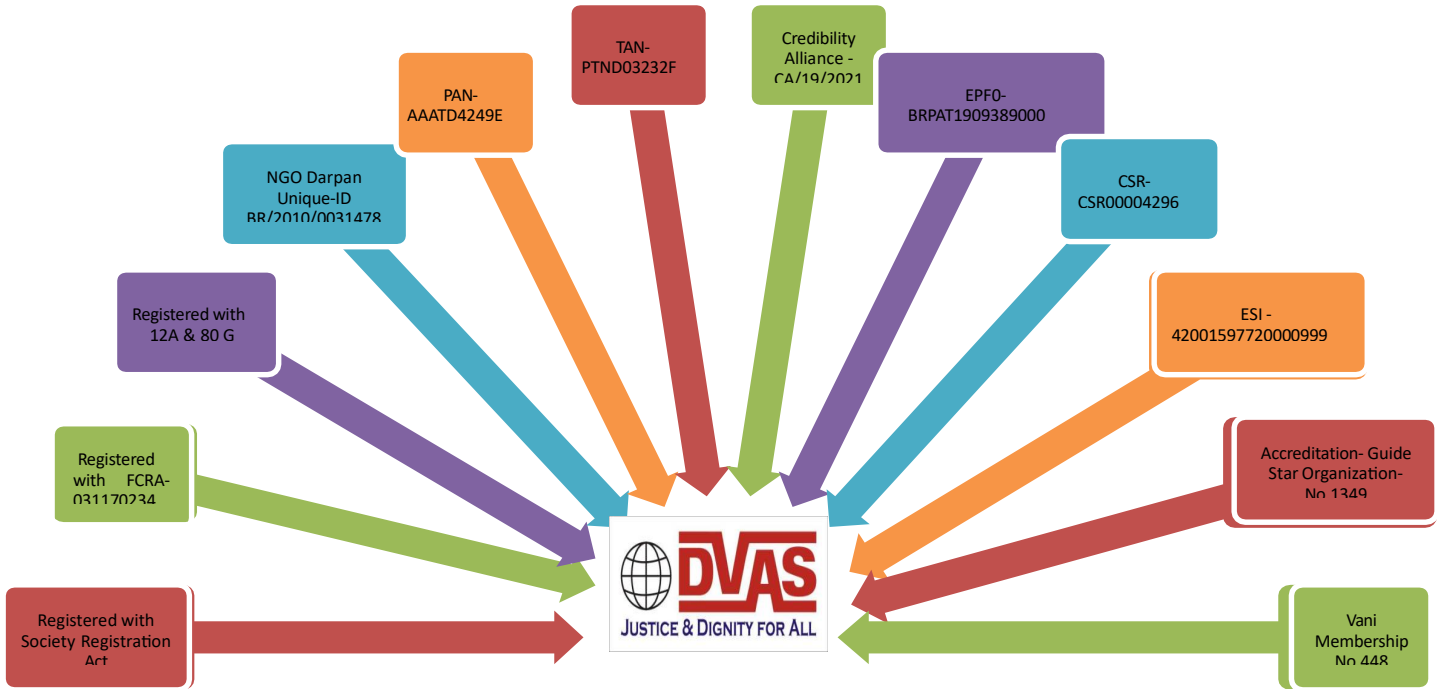 Registered with
Society Registration
Act
Registered
with FCRA-
031170234
Registered with
12A & 80 G
NGO Darpan
Unique-ID
BR/2010/0031478
PAN-
AAATD4249E
TAN-
PTND03232F
Credibility
Alliance -
CA/19/2021
EPF0-
BRPAT1909389000
CSR-
CSR00004296
ESI -
42001597720000999
Accreditation- Guide
Star Organization-
No 1349
Vani
Membership
No 448
DVAS
JUSTICE & DIGNITY FOR ALL